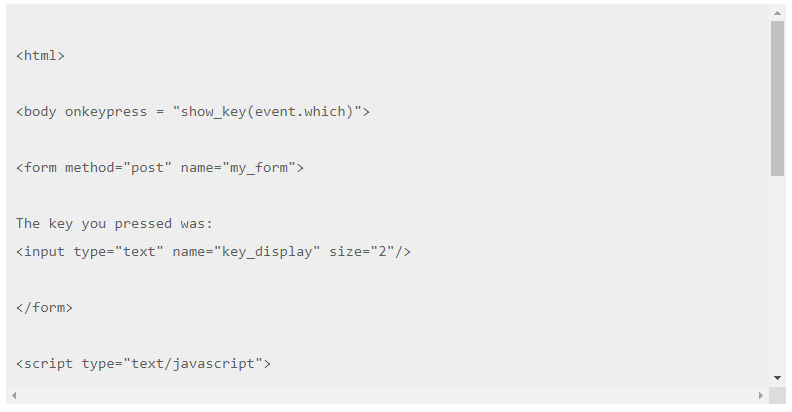 <html>
<body onkeypress = "show_key(event.which)">
<form method="post" name="my_form">
The key you pressed was:
<input type="text" name="key_display" size="2"/>
</form>
<script type="text/javascript">